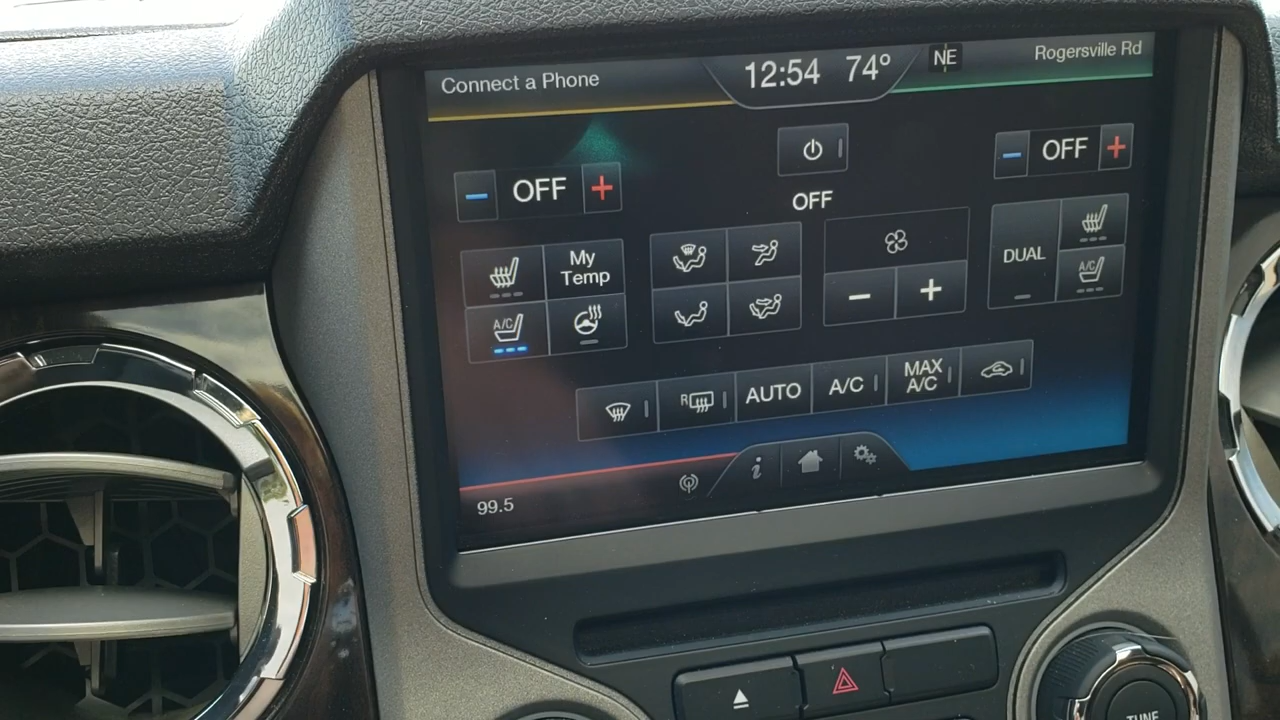 Connect a Phone
12:54 74°
NE
Rogersville Rd
- OFF +
OFF
- OFF +
My
Temp
A/C
- +
DUAL
A/C
R
AUTO
A/C
MAX
A/C
i
99.5
TUNE